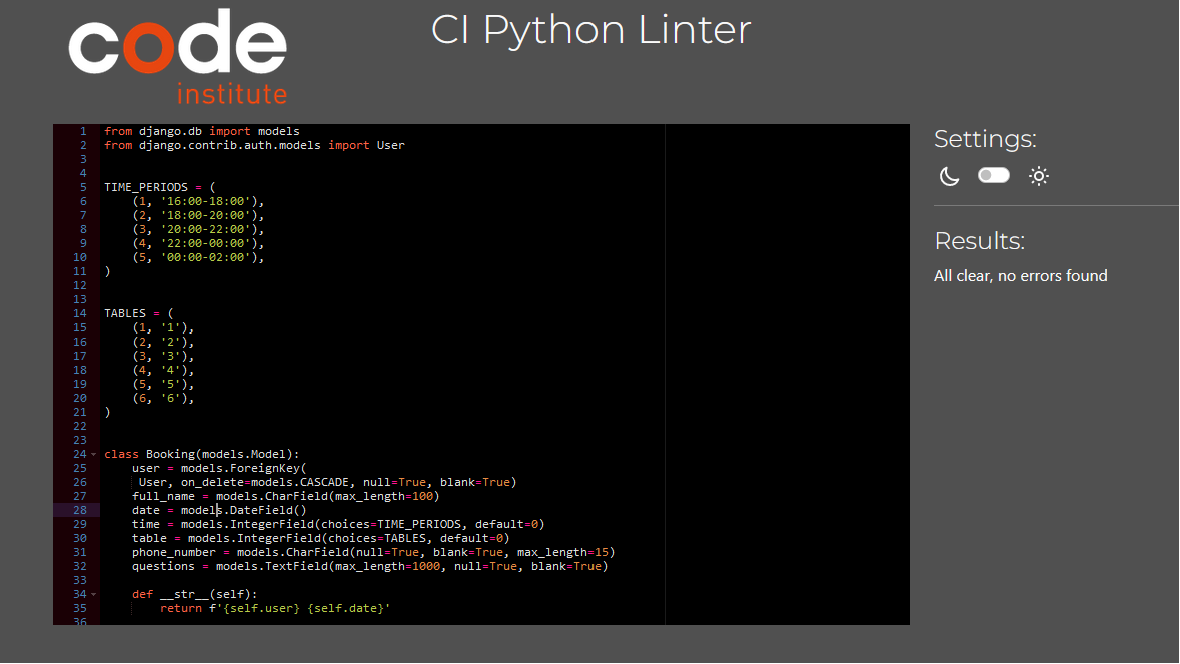 code
institute
CI Python Linter
1 from django.db import models
2 from django.contrib.auth.models import User
3
4
5 TIME_PERIODS = (
6     (1, '16:00-18:00'),
7     (2, '18:00-20:00'),
8     (3, '20:00-22:00'),
9     (4, '22:00-00:00'),
10     (5, '00:00-02:00'),
11 )
12
13
14 TABLES = (
15     (1, '1'),
16     (2, '2'),
17     (3, '3'),
18     (4, '4'),
19     (5, '5'),
20     (6, '6'),
21 )
22
23
24 class Booking(models.Model):
25     user = models.ForeignKey(
26      User, on_delete=models.CASCADE, null=True, blank=True)
27     full_name = models.CharField(max_length=100)
28     date = models.DateField()
29     time = models.IntegerField(choices=TIME_PERIODS, default=0)
30     table = models.IntegerField(choices=TABLES, default=0)
31     phone_number = models.CharField(null=True, blank=True, max_length=15)
32     questions = models.TextField(max_length=1000, null=True, blank=True)
33
34     def __str__(self):
35         return f'{self.user} {self.date}'
36
Settings:
Results:
All clear, no errors found